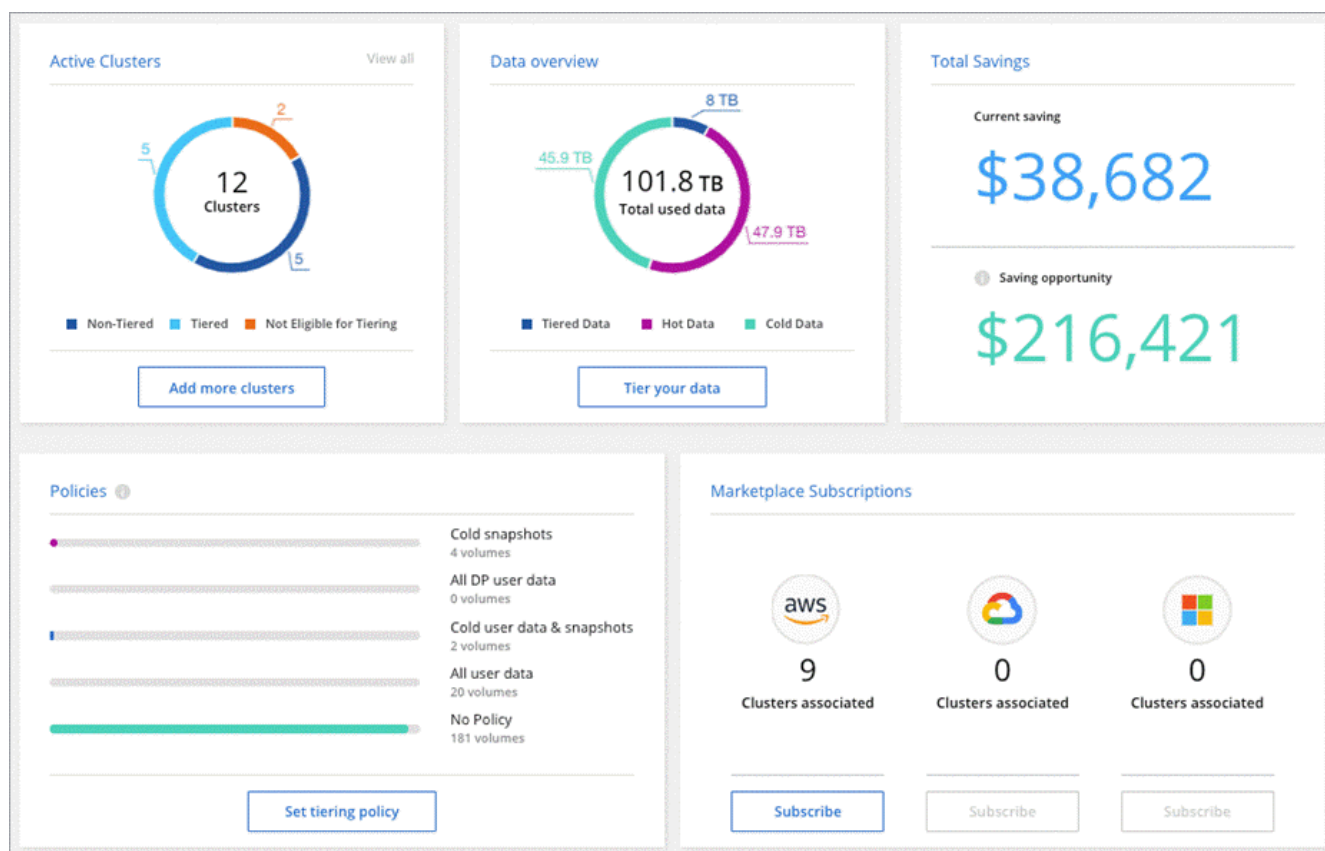 Active Clusters
View all
2
5
12
Clusters
5
Non-Tiered
Tiered
Not Eligible for Tiering
Add more clusters
Data overview
8 TB
45.9 TB
101.8 TB
Total used data
47.9 TB
Tiered Data
Hot Data
Cold Data
Tier your data
Total Savings
Current saving
$38,682
Saving opportunity
$216,421
Policies
Cold snapshots
4 volumes
All DP user data
0 volumes
Cold user data & snapshots
2 volumes
All user data
20 volumes
No Policy
181 volumes
Set tiering policy
Marketplace Subscriptions
aws
9
Clusters associated
Subscribe
0
Clusters associated
Subscribe
0
Clusters associated
Subscribe